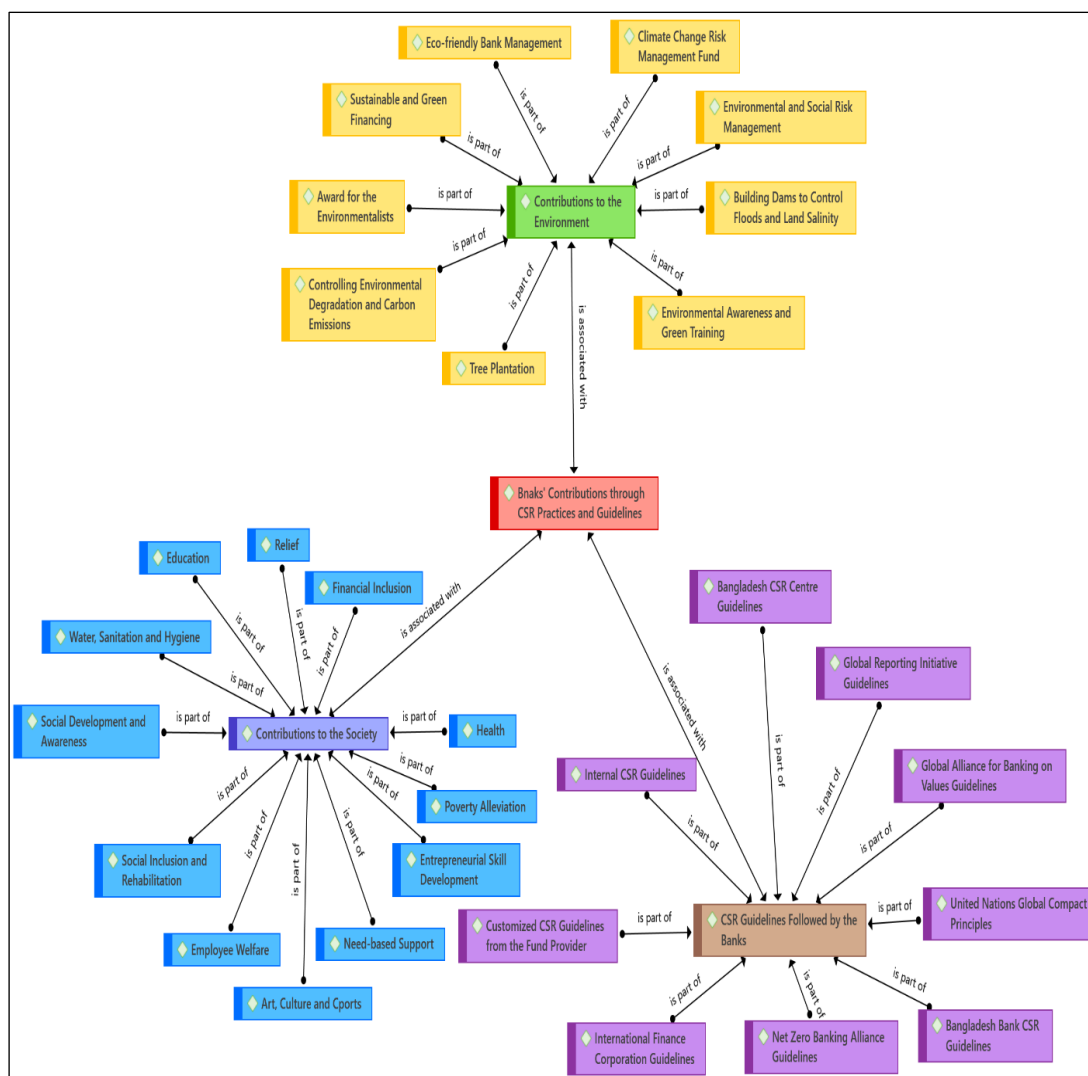 Eco-friendly Bank Management
Climate Change Risk
Management Fund
Sustainable and Green
Financing
Environmental and Social Risk
Management
is part of
is part of
is part of
is part of
Award for the
Environmentalists
is part of
Contributions to the
Environment
is part of
Building Dams to Control
Floods and Land Salinity
is part of
is part of
is part of
Controlling Environmental
Degradation and Carbon
Emissions
Environmental Awareness and
Green Training
Tree Plantation
is associated with
Bnaks' Contributions through
CSR Practices and Guidelines
Relief
Education
Financial Inclusion
Water, Sanitation and Hygiene
is part of
is part of
is part of
is part of
is associated with
is associated with
Social Development and
Awareness
is part of
Contributions to the Society
is part of
Health
is part of
Poverty Alleviation
is part of
is part of
is part of
is part of
is part of
Social Inclusion and
Rehabilitation
Entrepreneurial Skill
Development
Employee Welfare
Need-based Support
Art, Culture and Cports
Bangladesh CSR Centre
Guidelines
Global Reporting Initiative
Guidelines
is part of
is part of
Internal CSR Guidelines
Global Alliance for Banking on
Values Guidelines
is part of
is part of
Customized CSR Guidelines
from the Fund Provider
is part of
CSR Guidelines Followed by the
Banks
is part of
United Nations Global Compact
Principles
is part of
is part of
is part of
International Finance
Corporation Guidelines
Net Zero Banking Alliance
Guidelines
Bangladesh Bank CSR
Guidelines